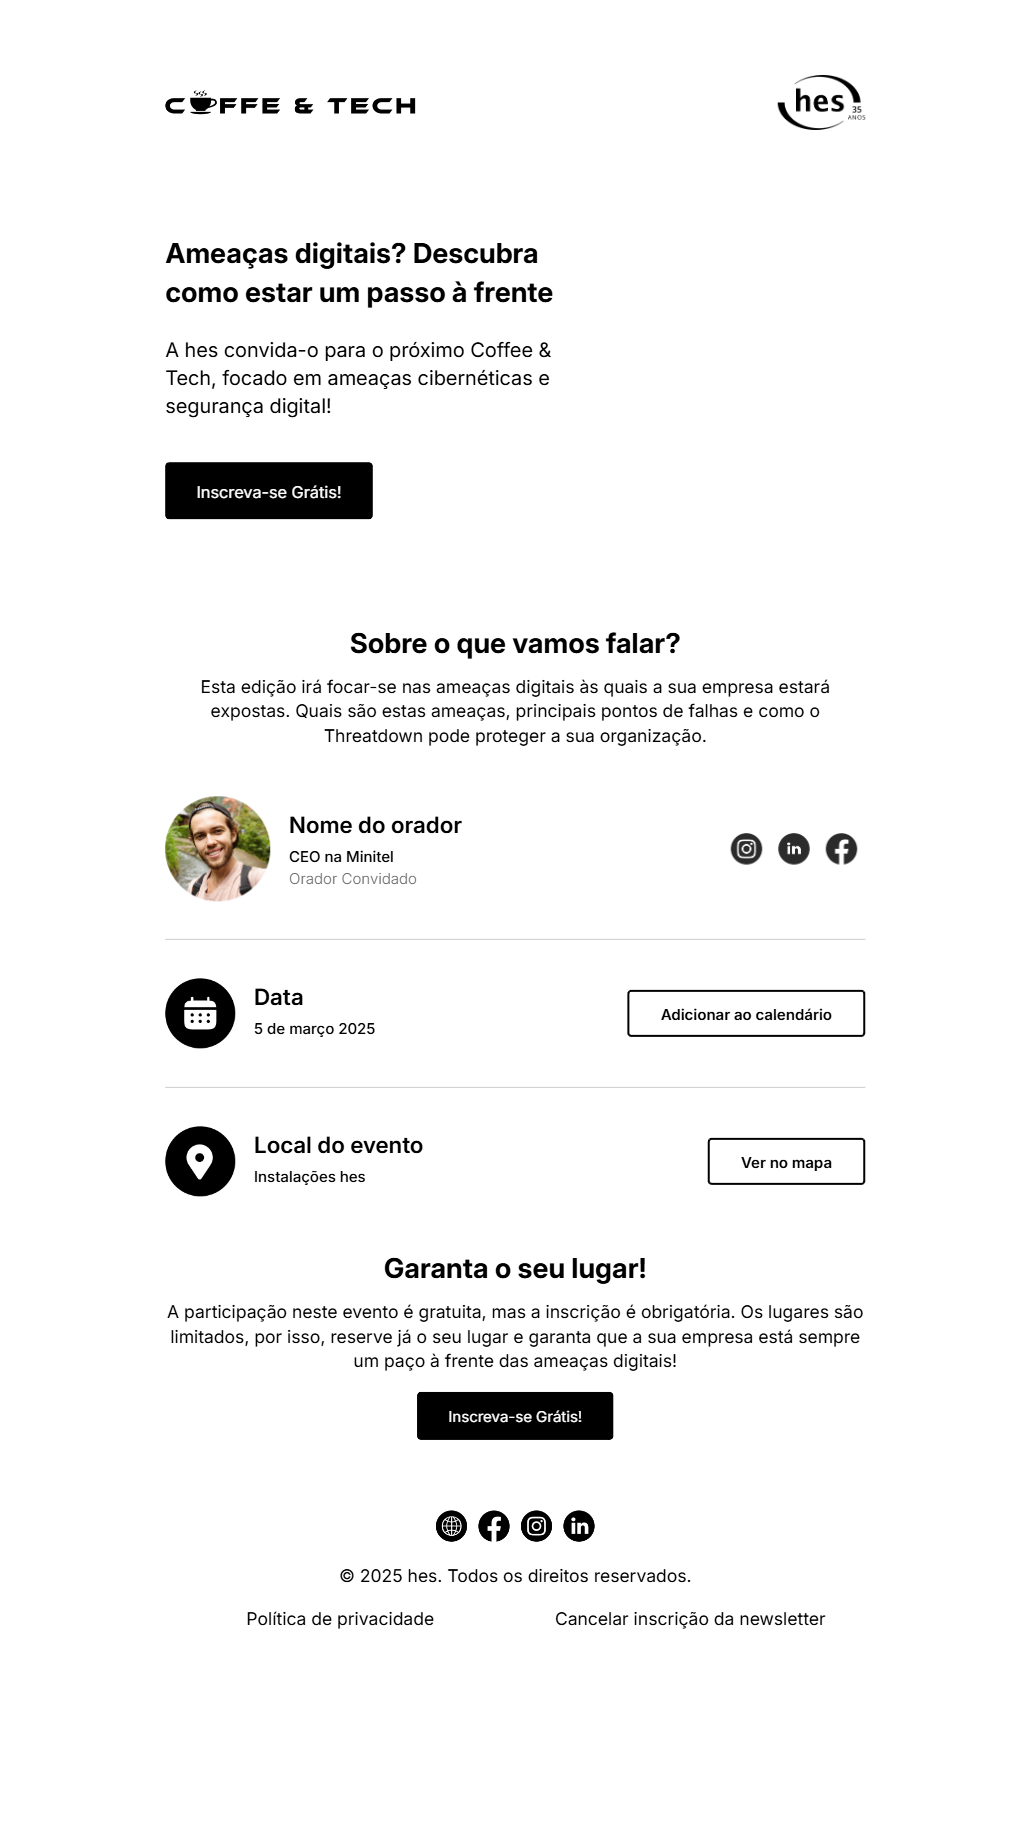 COFFE & TECH
hes 35 ANOS
Ameaças digitais? Descubra
como estar um passo à frente
A hes convida-o para o próximo Coffee &
Tech, focado em ameaças cibernéticas e
segurança digital!
Inscreva-se Grátis!
Sobre o que vamos falar?
Esta edição irá focar-se nas ameaças digitais às quais a sua empresa estará
expostas. Quais são estas ameaças, principais pontos de falhas e como o
Threatdown pode proteger a sua organização.
Nome do orador
CEO na Minitel
Orador Convidado
in
Data
5 de março 2025
Adicionar ao calendário
Local do evento
Instalações hes
Ver no mapa
Garanta o seu lugar!
A participação neste evento é gratuita, mas a inscrição é obrigatória. Os lugares são
limitados, por isso, reserve já o seu lugar e garanta que a sua empresa está sempre
um paço à frente das ameaças digitais!
Inscreva-se Grátis!
in
© 2025 hes. Todos os direitos reservados.
Política de privacidade
Cancelar inscrição da newsletter